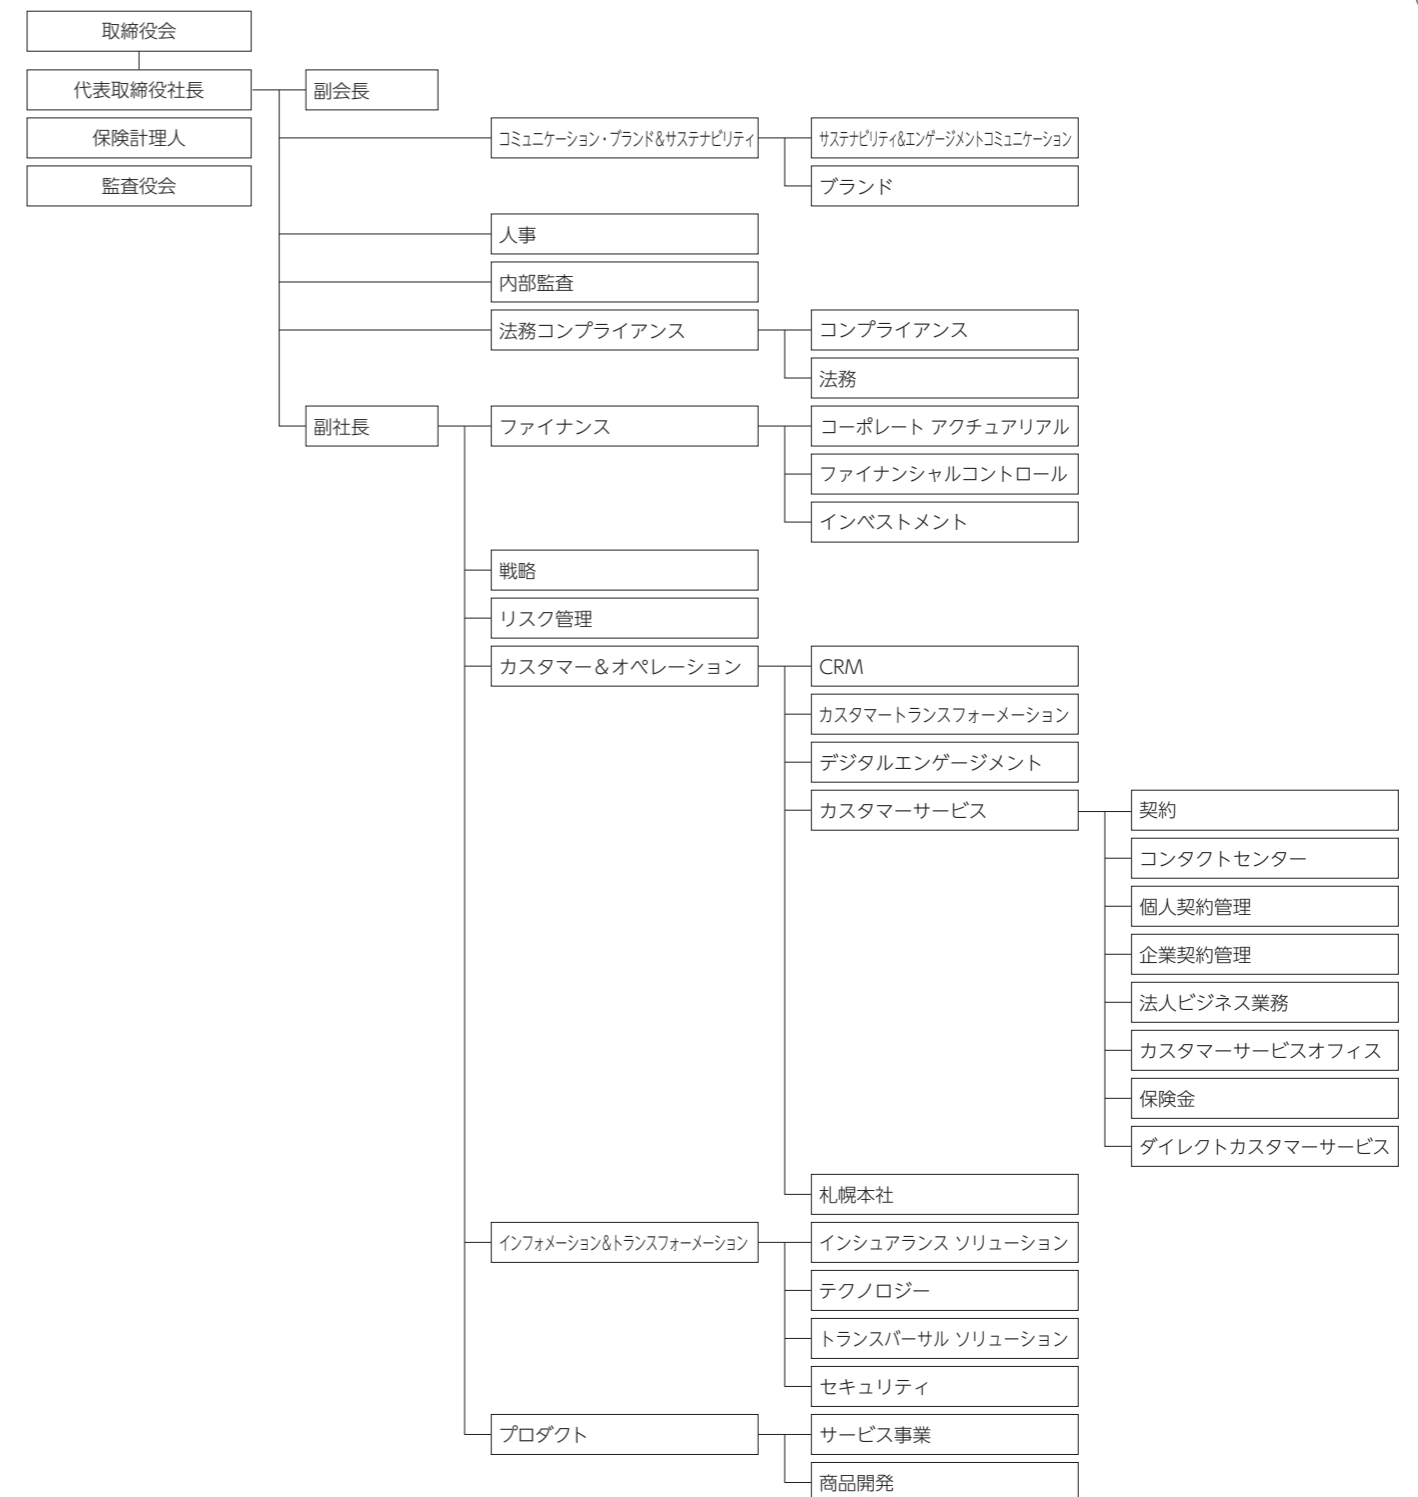 取締役会
代表取締役社長
副会長
保険計理人
コミュニケーション・ブランド&サステナビリティ
サステナビリティ&エンゲージメントコミュニケーション
監査役会
ブランド
人事
内部監査
法務コンプライアンス
コンプライアンス
法務
副社長
ファイナンス
コーポレート アクチュアリアル
ファイナンシャルコントロール
インベストメント
戦略
リスク管理
カスタマー＆オペレーション
CRM
カスタマートランスフォーメーション
デジタルエンゲージメント
カスタマーサービス
契約
コンタクトセンター
個人契約管理
企業契約管理
法人ビジネス業務
カスタマーサービスオフィス
保険金
ダイレクトカスタマーサービス
札幌本社
インフォメーション&トランスフォーメーション
インシュアランス ソリューション
テクノロジー
トランスバーサル ソリューション
セキュリティ
プロダクト
サービス事業
商品開発